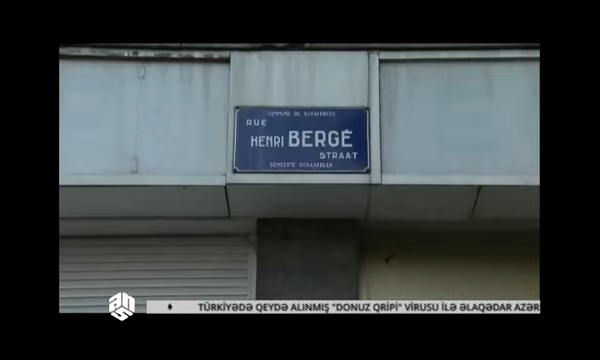 COMMUNE DE SCHAERBEEK
RUE
HENRI BERGÉ
STRAAT
GEMEENTE SCHAARBEEK
ans
TÜRKİYƏDƏ QEYDƏ ALINMIŞ "DONUZ QRİPİ" VİRUSU İLƏ ƏLAQƏDAR AZƏR